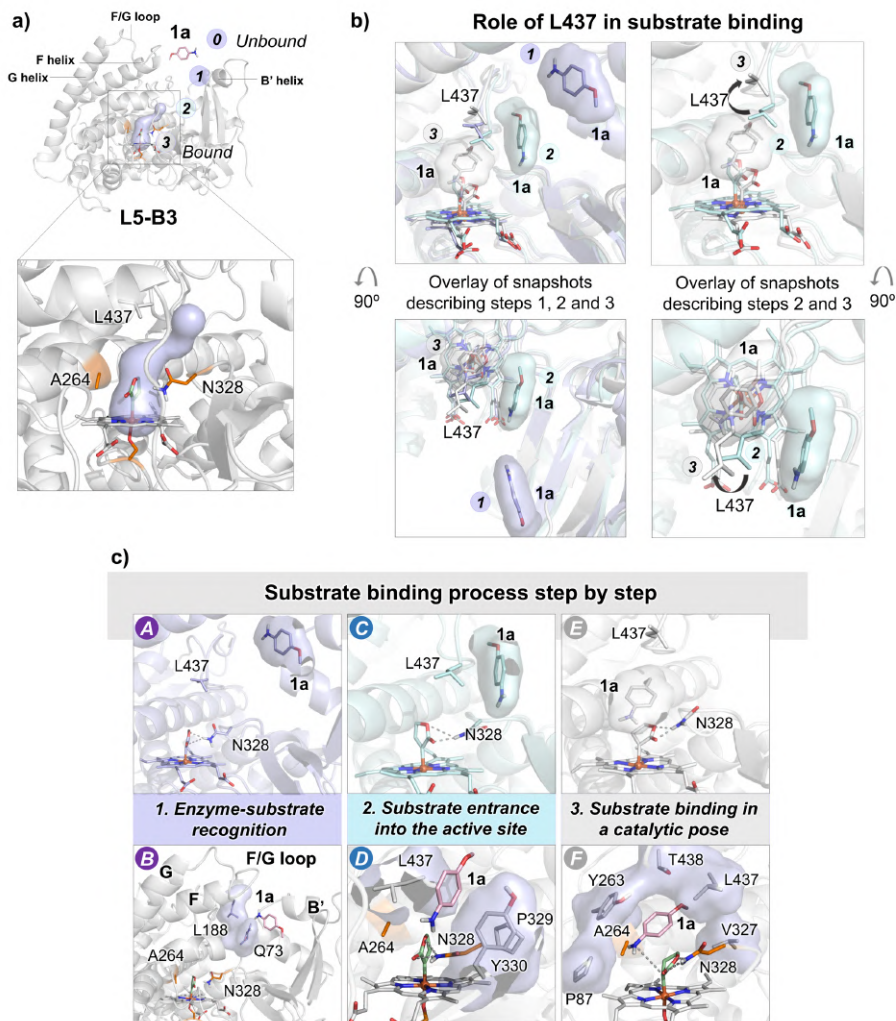 a)
F/G loop
1a
0
Unbound
F helix
G helix
1
B' helix
2
3
Bound
L5-B3
L437
A264
N328
b)
Role of L437 in substrate binding
1
L437
1a
3
2
1a
1a
3
L437
2
1a
1a
90º
Overlay of snapshots
describing steps 1, 2 and 3
Overlay of snapshots
describing steps 2 and 3
90º
3
1a
2
1a
L437
1
1a
1a
2
3
L437
1a
c)
Substrate binding process step by step
A
L437
1a
N328
C
1a
L437
N328
E
L437
1a
N328
1. Enzyme-substrate
recognition
2. Substrate entrance
into the active site
3. Substrate binding in
a catalytic pose
B
F/G loop
G
F
1a
B'
L188
Q73
A264
N328
D
L437
1a
P329
A264
N328
Y330
F
T438
Y263
L437
A264
1a
V327
N328
P87